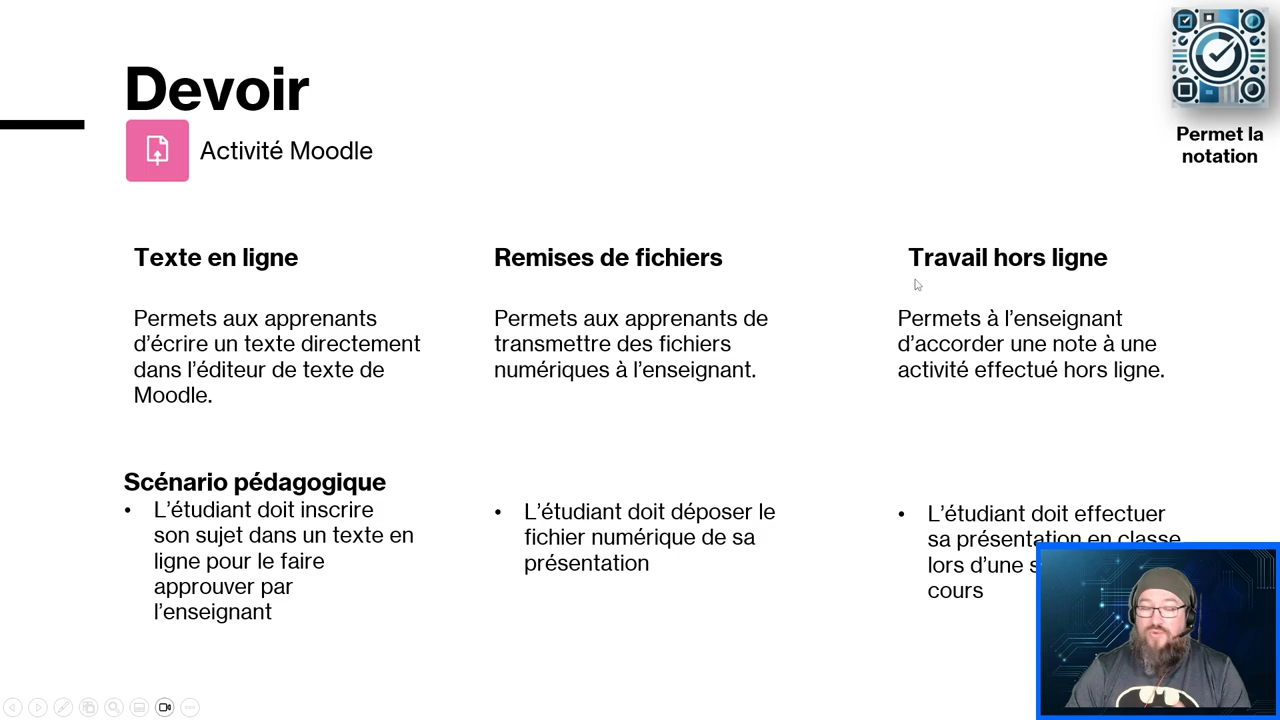 Devoir
Activité Moodle
Permet la
notation
Texte en ligne
Permets aux apprenants
d’écrire un texte directement
dans l’éditeur de texte de
Moodle.
Remises de fichiers
Permets aux apprenants de
transmettre des fichiers
numériques à l’enseignant.
Travail hors ligne
Permets à l’enseignant
d’accorder une note à une
activité effectué hors ligne.
Scénario pédagogique
• L’étudiant doit inscrire
son sujet dans un texte en
ligne pour le faire
approuver par
l’enseignant
• L’étudiant doit déposer le
fichier numérique de sa
présentation
• L’étudiant doit effectuer
sa présentation en classe
lors d’une
cours